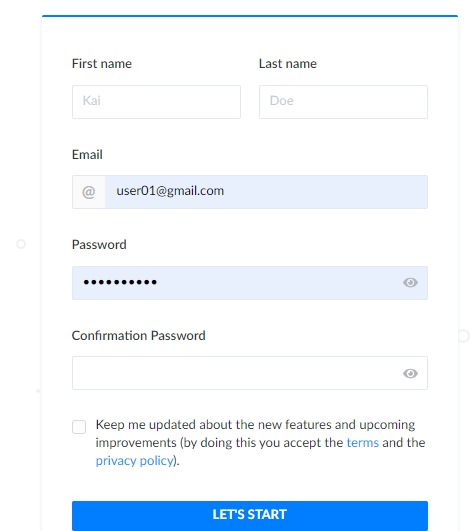 First name Last name
Kai Doe
Email
@ user01@gmail.com
Password
••••••••••
Confirmation Password
Keep me updated about the new features and upcoming
improvements (by doing this you accept the terms and the
privacy policy).
LET'S START